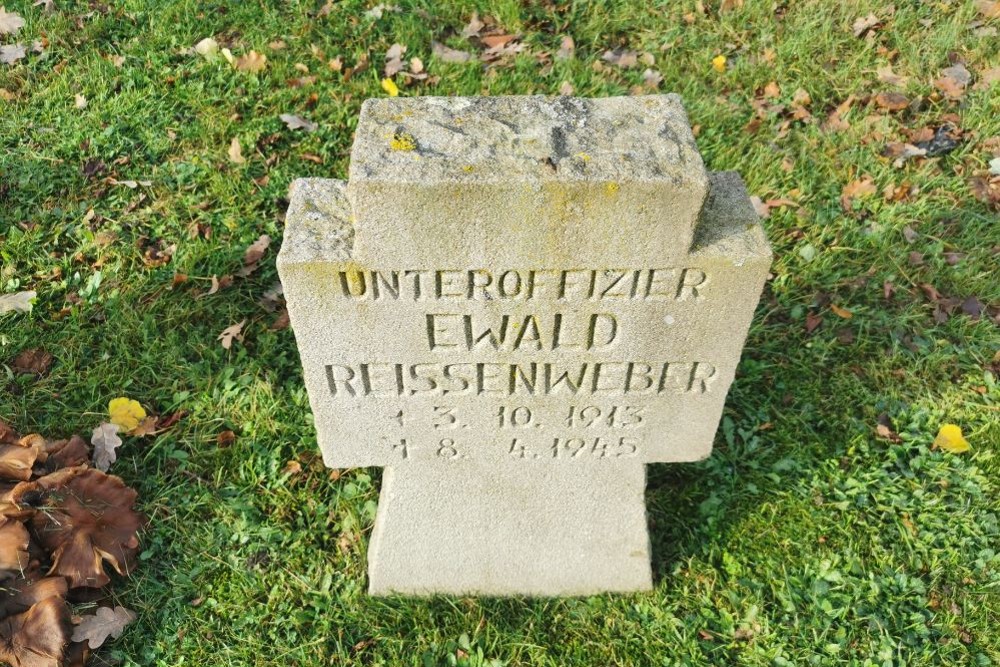 UNTEROFFIZIER
EWALD
REISSENWEBER
* 3. 10. 1913
† 8. 4. 1945